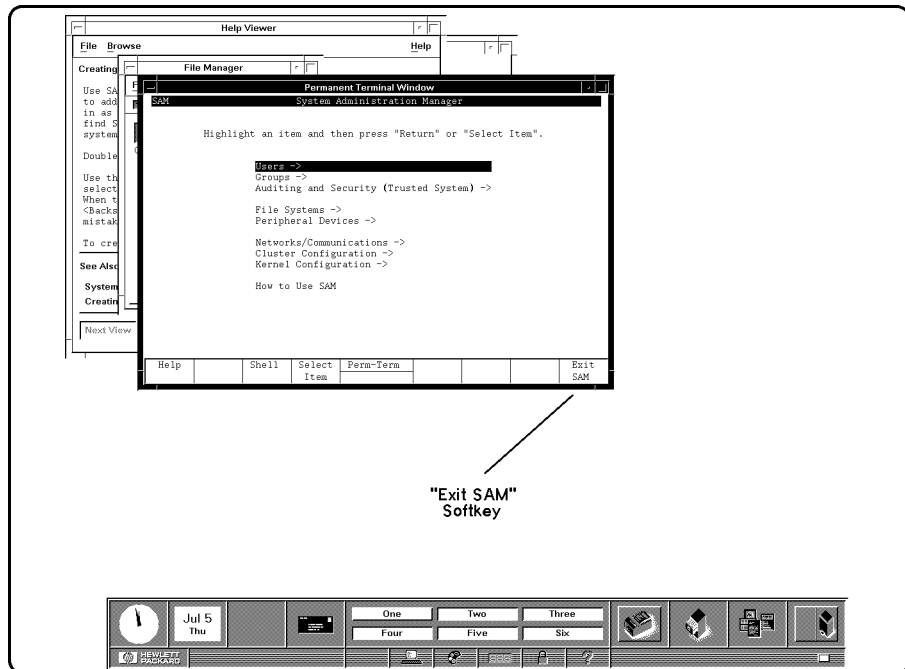 Help Viewer
File Browse Help
Creating
File Manager
Use SA
to add
in as
find S
system
Double
Use th
select
When t
<Backs
mistak
To cre
See Also
System
Creatin
Next View
Permanent Terminal Window
SAM System Administration Manager
Highlight an item and then press "Return" or "Select Item".
Users ->
Groups ->
Auditing and Security (Trusted System) ->
File Systems ->
Peripheral Devices ->
Networks/Communications ->
Cluster Configuration ->
Kernel Configuration ->
How to Use SAM
Help Shell Select Item Perm-Term Exit SAM
"Exit SAM"
Softkey
Jul 5
Thu
One Two Three
Four Five Six
hp HEWLETT
PACKARD